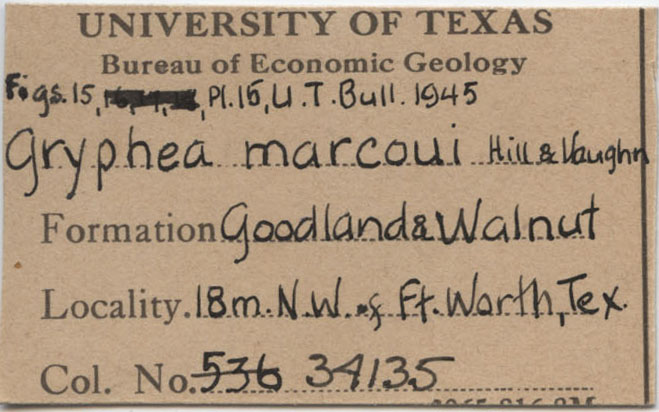 UNIVERSITY OF TEXAS
Bureau of Economic Geology
Figs. 15, Pl. 15, U.T. Bull. 1945
Gryphea marcoui Hill & Vaughn
Formation Goodland & Walnut
Locality. 18 m. N.W. of Ft. Worth, Tex.
Col. No. 536 34135